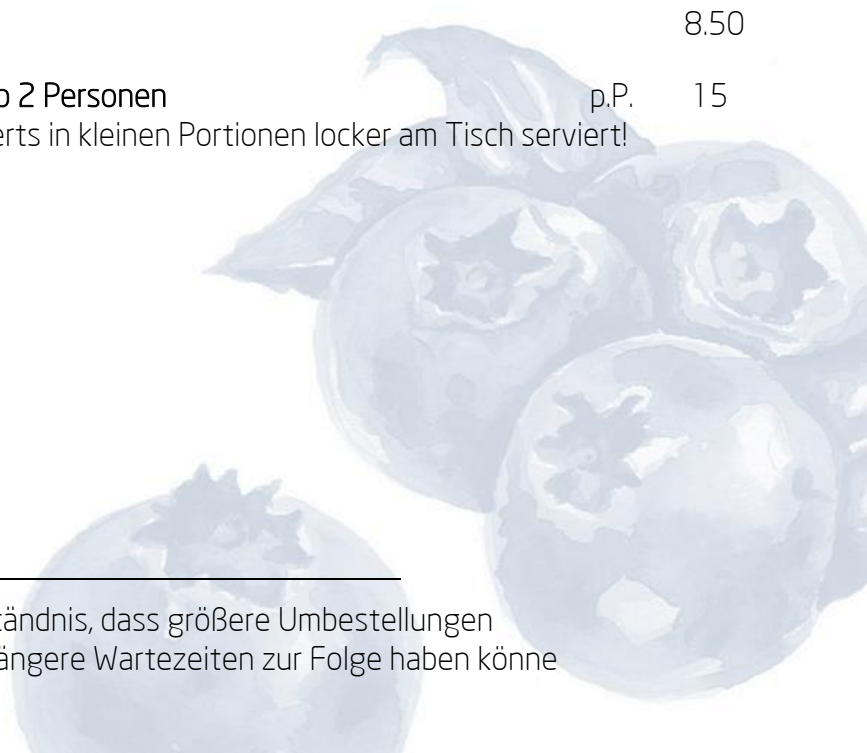 8.50
o 2 Personen p.P. 15
erts in kleinen Portionen locker am Tisch serviert!
tändnis, dass größere Umbestellungen
ängere Wartezeiten zur Folge haben könne